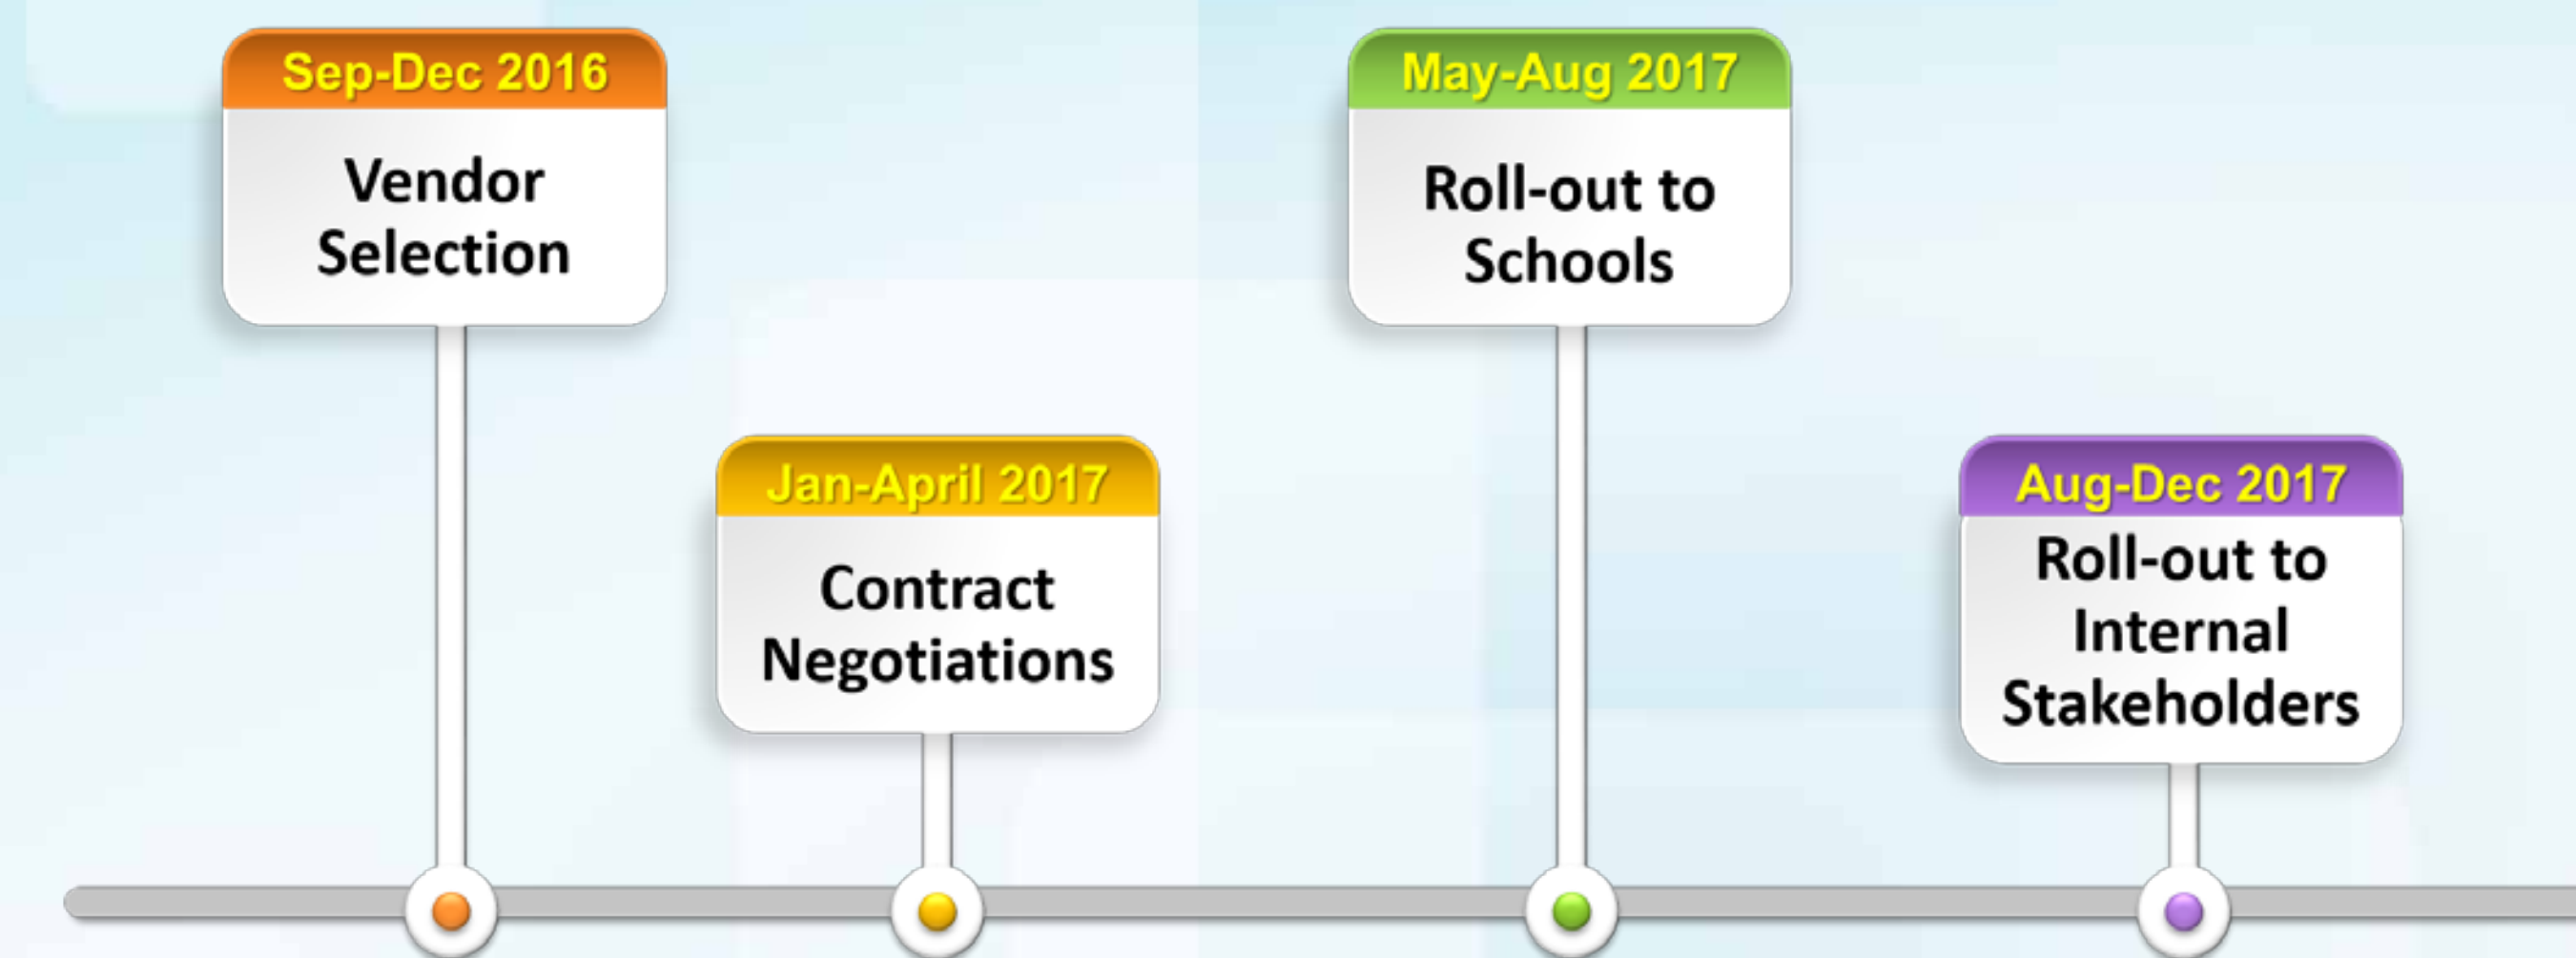 Sep-Dec 2016
Vendor
Selection
Jan-April 2017
Contract
Negotiations
May-Aug 2017
Roll-out to
Schools
Aug-Dec 2017
Roll-out to
Internal
Stakeholders